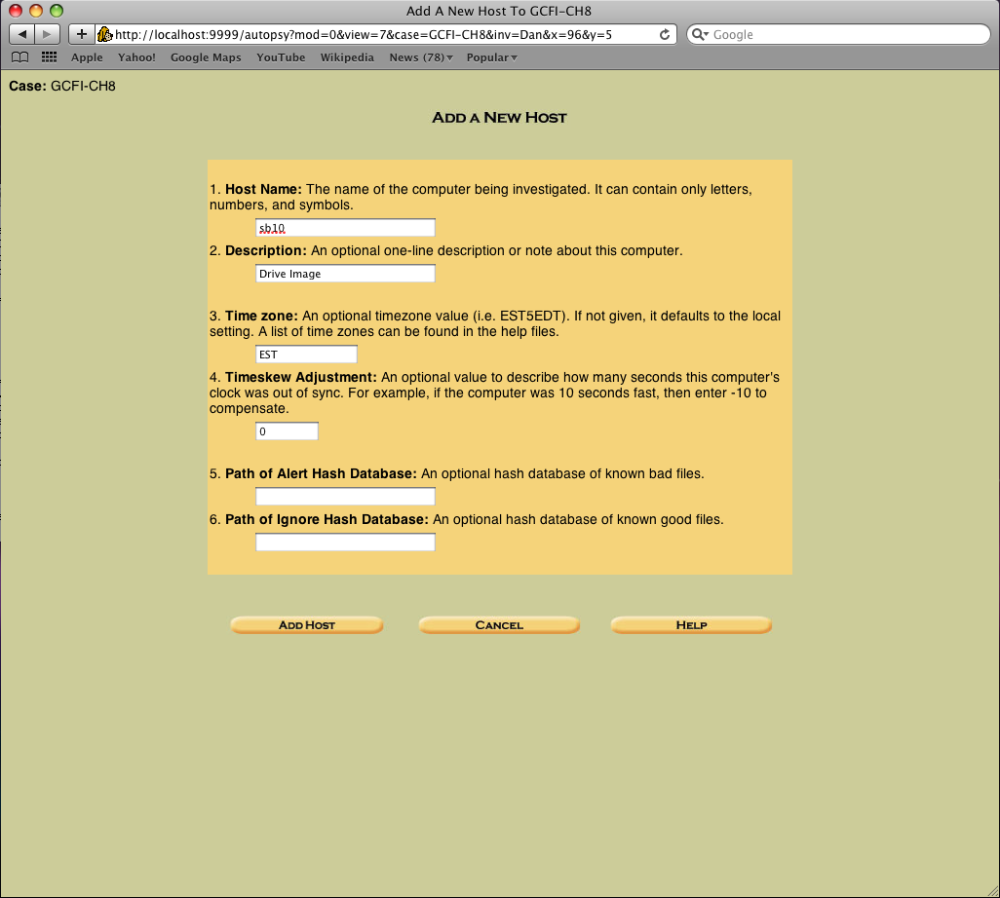 Add A New Host To GCFI-CH8
http://localhost:9999/autopsy?mod=0&view=7&case=GCFI-CH8&inv=Dan&x=96&y=5
Google
Apple Yahoo! Google Maps YouTube Wikipedia News (78) Popular
Case: GCFI-CH8
Add a New Host
1. Host Name: The name of the computer being investigated. It can contain only letters,
numbers, and symbols.
sb10
2. Description: An optional one-line description or note about this computer.
Drive Image
3. Time zone: An optional timezone value (i.e. EST5EDT). If not given, it defaults to the local
setting. A list of time zones can be found in the help files.
EST
4. Timeskew Adjustment: An optional value to describe how many seconds this computer's
clock was out of sync. For example, if the computer was 10 seconds fast, then enter -10 to
compensate.
0
5. Path of Alert Hash Database: An optional hash database of known bad files.
6. Path of Ignore Hash Database: An optional hash database of known good files.
Add Host Cancel Help